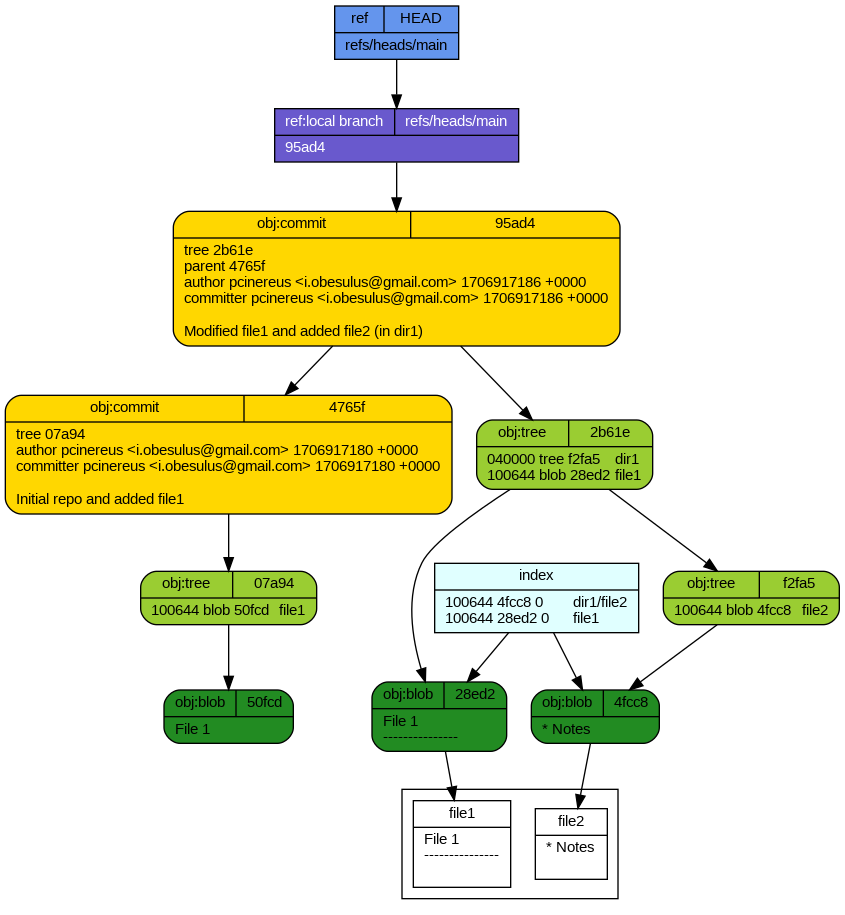 ref HEAD
refs/heads/main
ref:local branch refs/heads/main
95ad4
obj:commit 95ad4
tree 2b61e
parent 4765f
author pcinereus <i.obesulus@gmail.com> 1706917186 +0000
committer pcinereus <i.obesulus@gmail.com> 1706917186 +0000
Modified file1 and added file2 (in dir1)
obj:commit 4765f
tree 07a94
author pcinereus <i.obesulus@gmail.com> 1706917180 +0000
committer pcinereus <i.obesulus@gmail.com> 1706917180 +0000
Initial repo and added file1
obj:tree 2b61e
040000 tree f2fa5 dir1
100644 blob 28ed2 file1
obj:tree 07a94
100644 blob 50fcd file1
index
100644 4fcc8 0 dir1/file2
100644 28ed2 0 file1
obj:tree f2fa5
100644 blob 4fcc8 file2
obj:blob 50fcd
File 1
obj:blob 28ed2
File 1
---------------
obj:blob 4fcc8
* Notes
file1
File 1
---------------
file2
* Notes